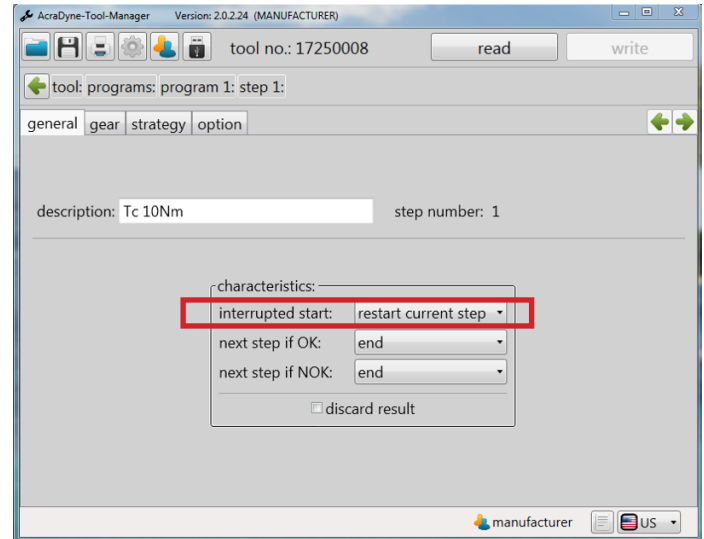 AcraDyne-Tool-Manager Version: 2.0.2.24 (MANUFACTURER)
tool no.: 17250008 read write
tool: programs: program 1: step 1:
general gear strategy option
description: Tc 10Nm step number: 1
characteristics:
interrupted start: restart current step
next step if OK: end
next step if NOK: end
discard result
manufacturer US